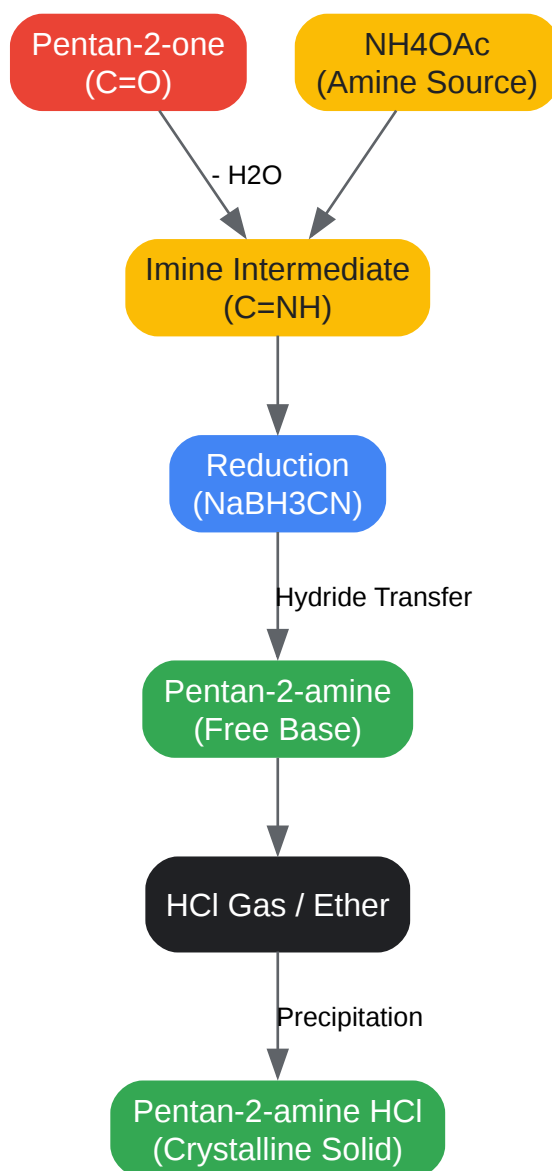 Pentan-2-one
(C=O)
NH4OAc
(Amine Source)
- H2O
Imine Intermediate
(C=NH)
Reduction
(NaBH3CN)
Hydride Transfer
Pentan-2-amine
(Free Base)
HCl Gas / Ether
Precipitation
Pentan-2-amine HCl
(Crystalline Solid)